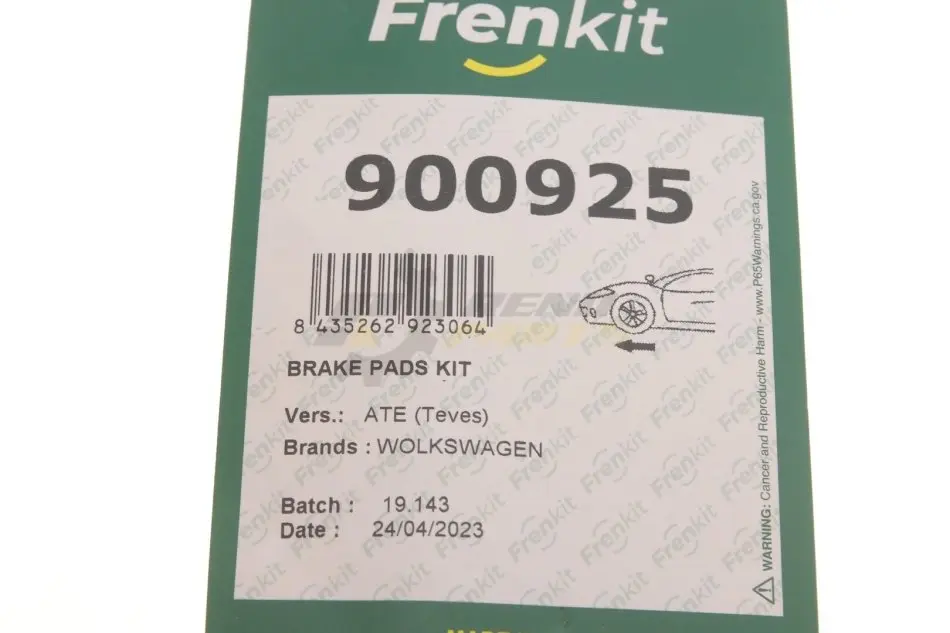 Frenkit
900925
8 435262 923064
BRAKE PADS KIT
Vers.: ATE (Teves)
Brands : WOLKSWAGEN
Batch : 19.143
Date : 24/04/2023
WARNING: Cancer and Reproductive Harm - www.P65Warnings.ca.gov